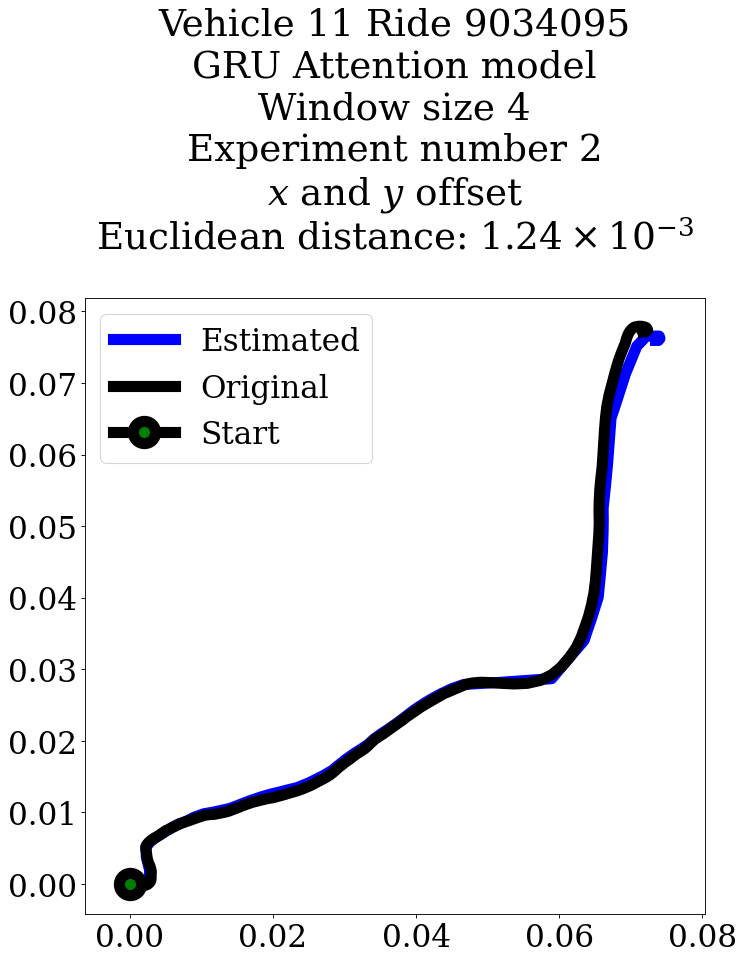 Vehicle 11 Ride 9034095
GRU Attention model
Window size 4
Experiment number 2
x and y offset
Euclidean distance: 1.24 × 10⁻³
Estimated
Original
Start
0.08
0.07
0.06
0.05
0.04
0.03
0.02
0.01
0.00
0.00 0.02 0.04 0.06 0.08